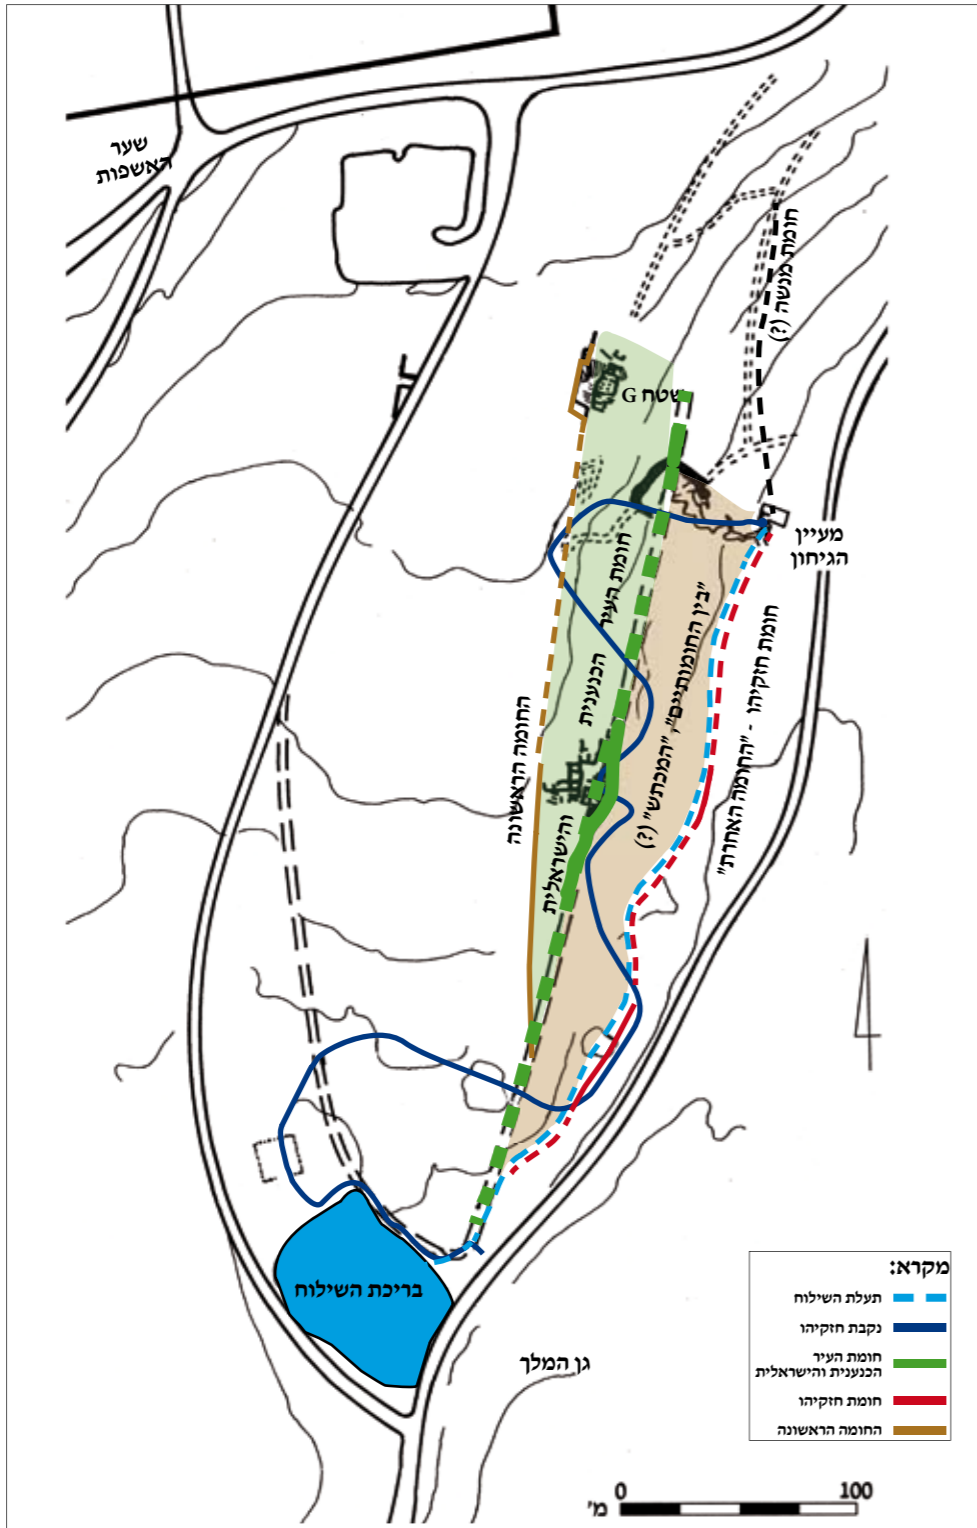 שער
האשפות
חומת מנשה (?)
שטח G
מעיין
הגיחון
חומת העיר
הכנענית
והישראלית
"בין החומותיים", "המכתש" (?)
חומת חזקיהו - "החומה האחרת"
החומה הראשונה
בריכת השילוח
גן המלך
מקרא:
תעלת השילוח
נקבת חזקיהו
חומת העיר
הכנענית והישראלית
חומת חזקיהו
החומה הראשונה
0 100
מ'